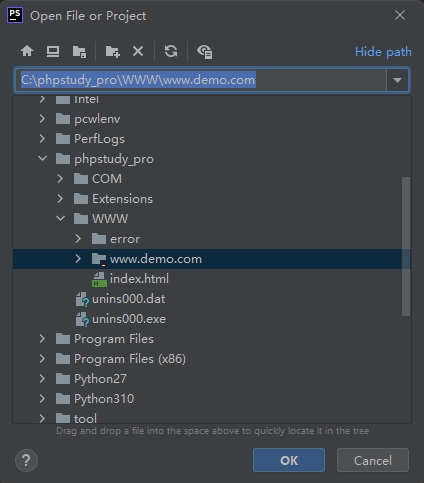 PS Open File or Project
Hide path
C:\phpstudy_pro\WWW\www.demo.com
Intel
pcwlenv
PerfLogs
phpstudy_pro
COM
Extensions
WWW
error
www.demo.com
H index.html
unins000.dat
unins000.exe
Program Files
Program Files (x86)
Python27
Python310
tool
Drag and drop a file into the space above to quickly locate it in the tree
? OK Cancel